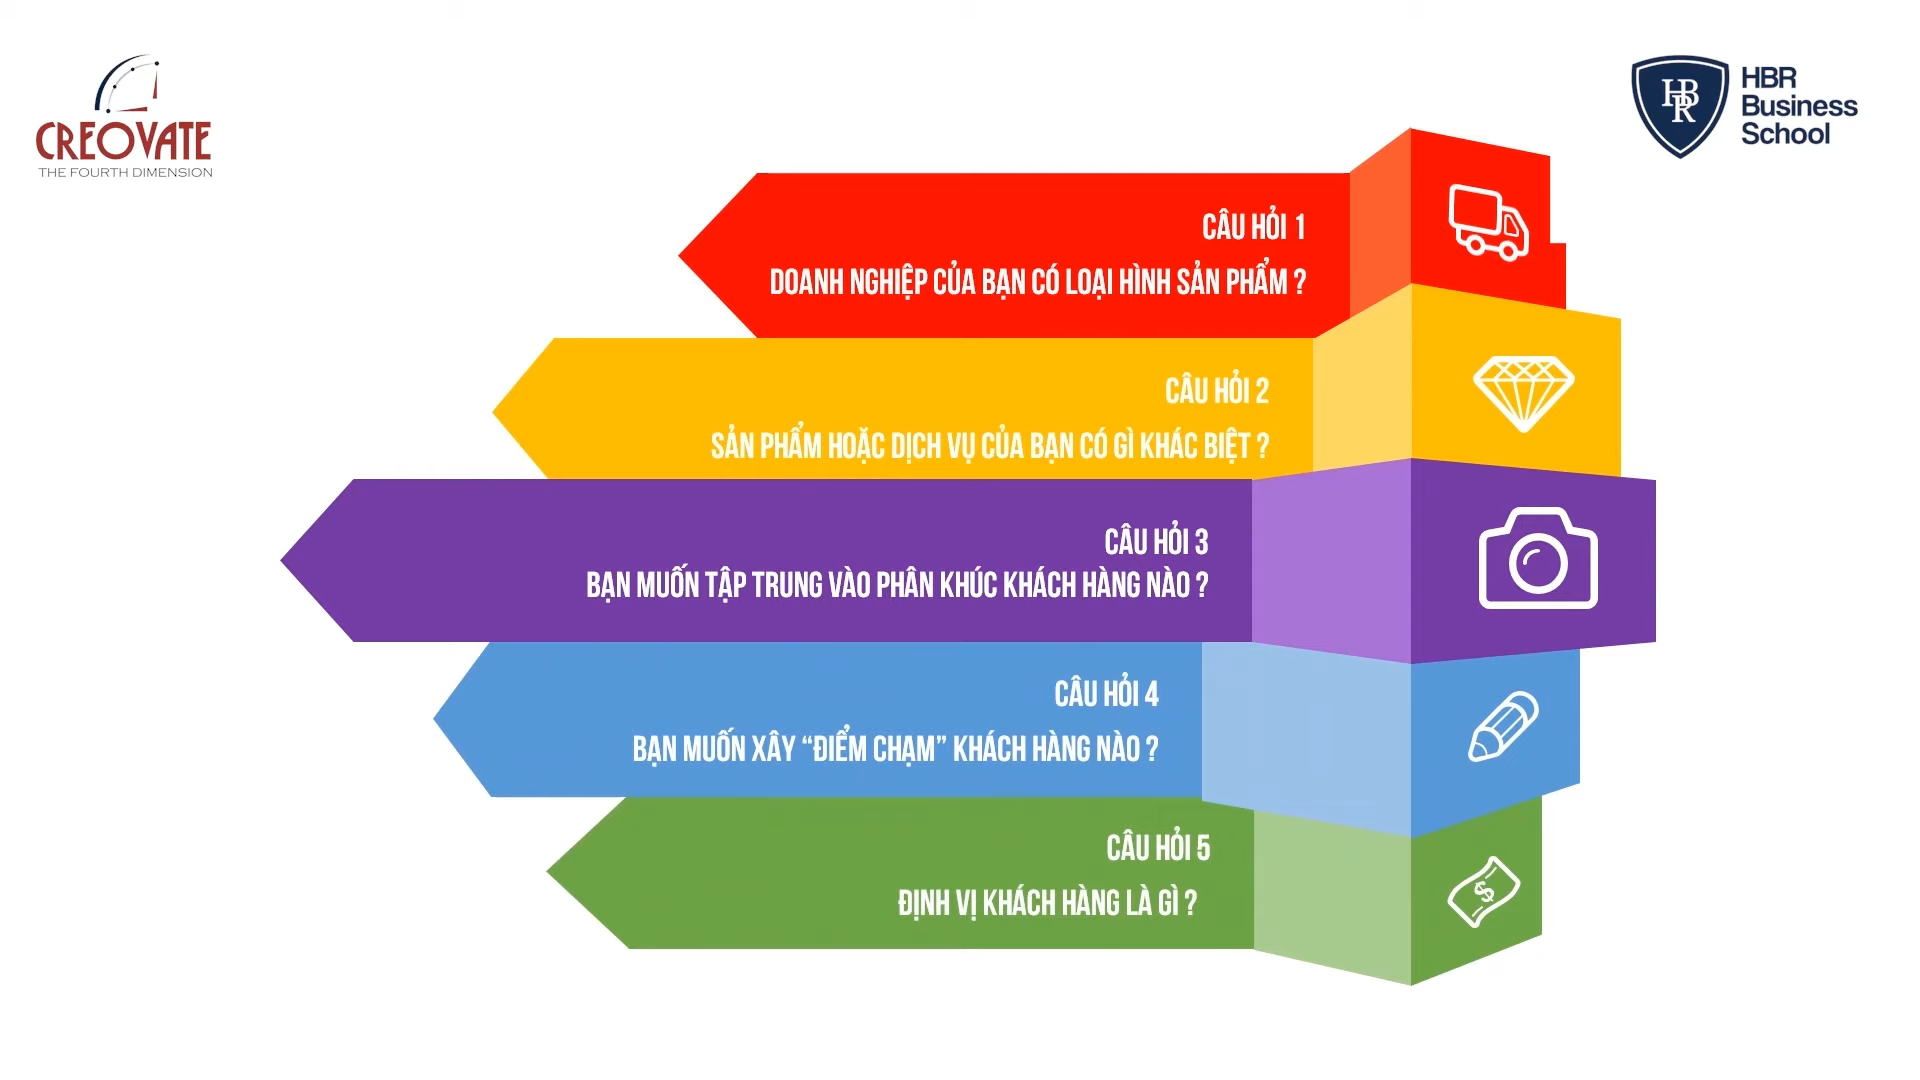 CREOVATE
THE FOURTH DIMENSION
HBR
HBR
Business
School
CÂU HỎI 1
DOANH NGHIỆP CỦA BẠN CÓ LOẠI HÌNH SẢN PHẨM ?
CÂU HỎI 2
SẢN PHẨM HOẶC DỊCH VỤ CỦA BẠN CÓ GÌ KHÁC BIỆT ?
CÂU HỎI 3
BẠN MUỐN TẬP TRUNG VÀO PHÂN KHÚC KHÁCH HÀNG NÀO ?
CÂU HỎI 4
BẠN MUỐN XÂY “ĐIỂM CHẠM” KHÁCH HÀNG NÀO ?
CÂU HỎI 5
ĐỊNH VỊ KHÁCH HÀNG LÀ GÌ ?
$